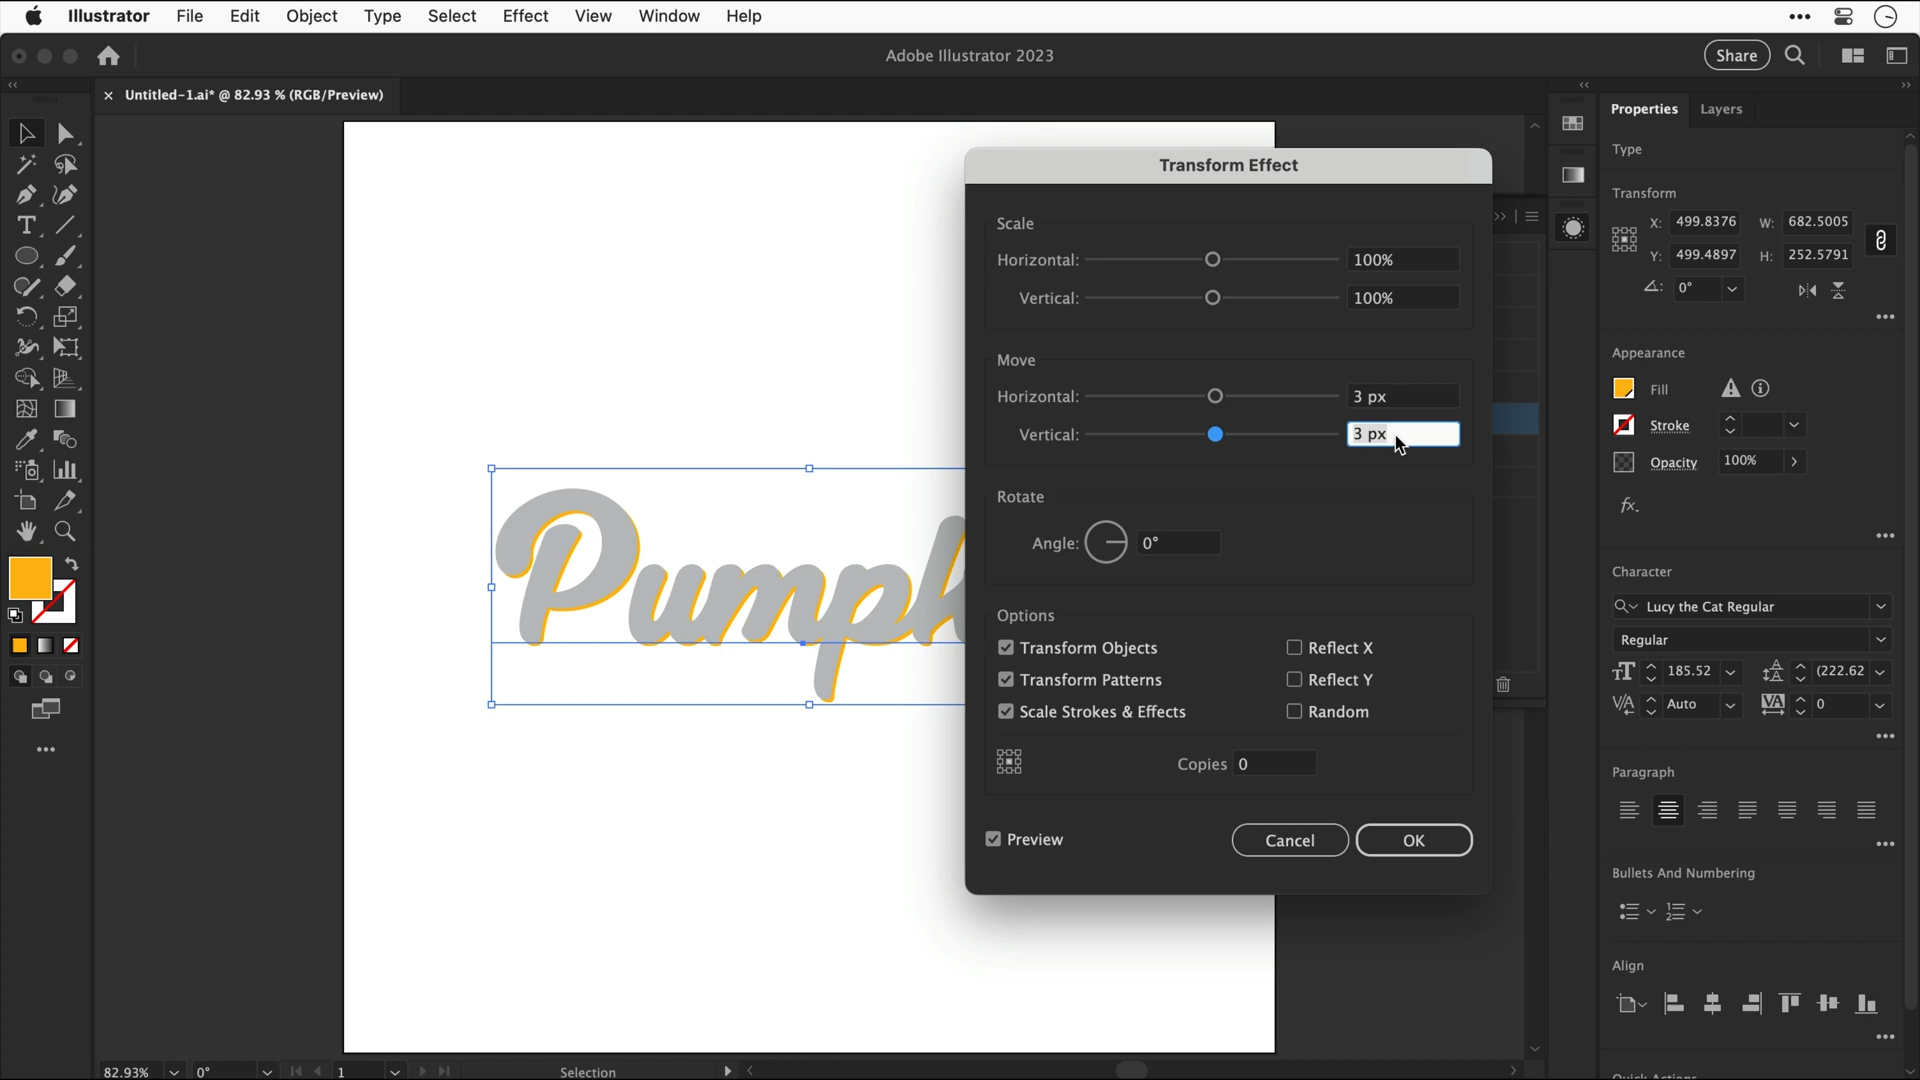 Illustrator File Edit Object Type Select Effect View Window Help
Adobe Illustrator 2023
Share
Untitled-1.ai* @ 82.93 % (RGB/Preview)
Properties Layers
Transform Effect
Scale
Horizontal: 100%
Vertical: 100%
Move
Horizontal: 3 px
Vertical: 3 px
Rotate
Angle: 0°
Options
Transform Objects Reflect X
Transform Patterns Reflect Y
Scale Strokes & Effects Random
Copies 0
Preview Cancel OK
Type
Transform
X: 499.8376 W: 682.5005
Y: 499.4897 H: 252.5791
0°
Appearance
Fill
Stroke
Opacity 100%
fx.
Character
Lucy the Cat Regular
Regular
185.52 (222.62
Auto 0
Paragraph
Bullets And Numbering
Align
82.93% 0° 1 Selection